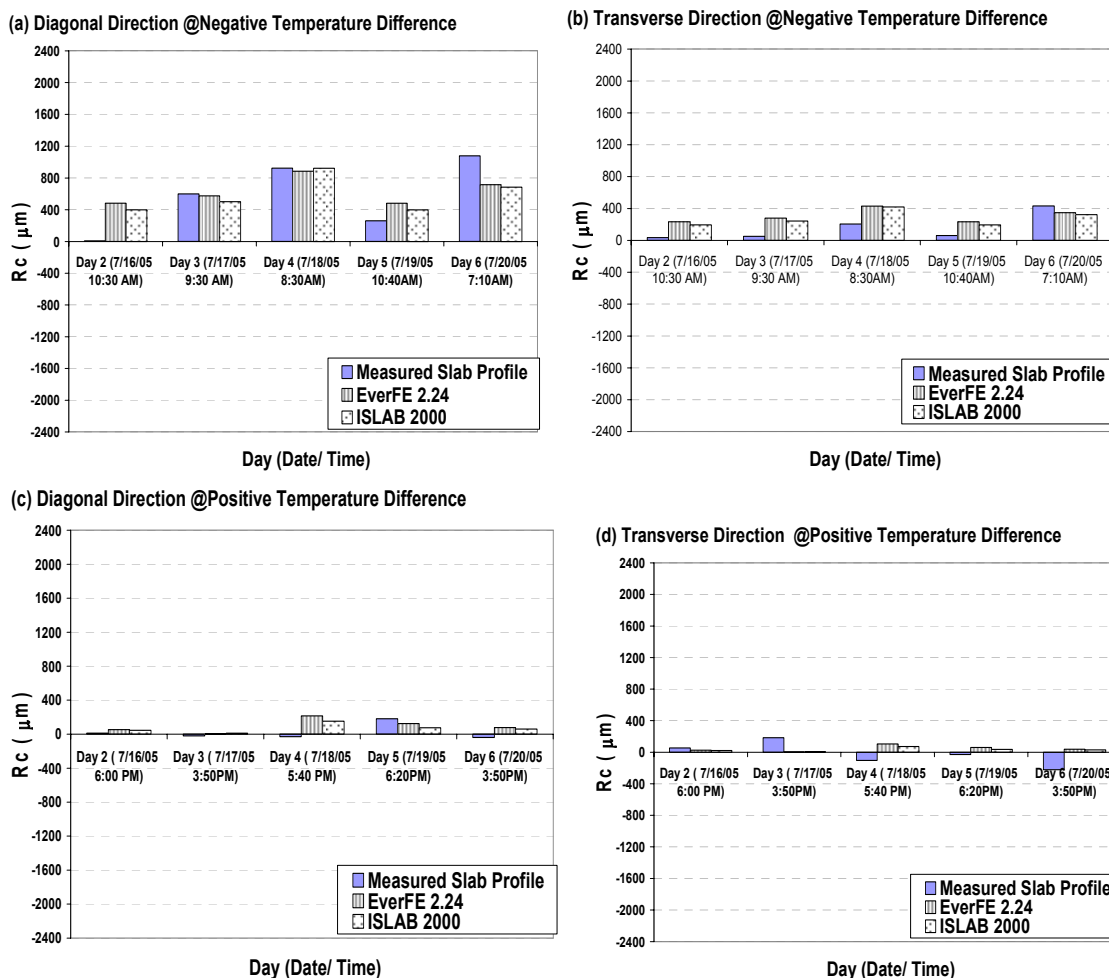 (a) Diagonal Direction @Negative Temperature Difference
2400
2000
1600
1200
800
400
0
-400
-800
-1200
-1600
-2000
-2400
Rc ( μm)
Day 2 (7/16/05 10:30 AM)
Day 3 (7/17/05 9:30 AM)
Day 4 (7/18/05 8:30AM)
Day 5 (7/19/05 10:40AM)
Day 6 (7/20/05 7:10AM)
Measured Slab Profile
EverFE 2.24
ISLAB 2000
Day (Date/ Time)
(b) Transverse Direction @Negative Temperature Difference
2400
2000
1600
1200
800
400
0
-400
-800
-1200
-1600
-2000
-2400
Rc ( μm)
Day 2 (7/16/05 10:30 AM)
Day 3 (7/17/05 9:30 AM)
Day 4 (7/18/05 8:30AM)
Day 5 (7/19/05 10:40AM)
Day 6 (7/20/05 7:10AM)
Measured Slab Profile
EverFE 2.24
ISLAB 2000
Day (Date/ Time)
(c) Diagonal Direction @Positive Temperature Difference
2400
2000
1600
1200
800
400
0
-400
-800
-1200
-1600
-2000
-2400
Rc ( μm)
Day 2 ( 7/16/05 6:00 PM)
Day 3 ( 7/17/05 3:50PM)
Day 4 ( 7/18/05 5:40 PM)
Day 5 (7/19/05 6:20PM)
Day 6 (7/20/05 3:50PM)
Measured Slab Profile
EverFE 2.24
ISLAB 2000
Day (Date/ Time)
(d) Transverse Direction @Positive Temperature Difference
2400
2000
1600
1200
800
400
0
-400
-800
-1200
-1600
-2000
-2400
Rc ( μm)
Day 2 ( 7/16/05 6:00 PM)
Day 3 ( 7/17/05 3:50PM)
Day 4 ( 7/18/05 5:40 PM)
Day 5 (7/19/05 6:20PM)
Day 6 (7/20/05 3:50PM)
Measured Slab Profile
EverFE 2.24
ISLAB 2000
Day (Date/ Time)